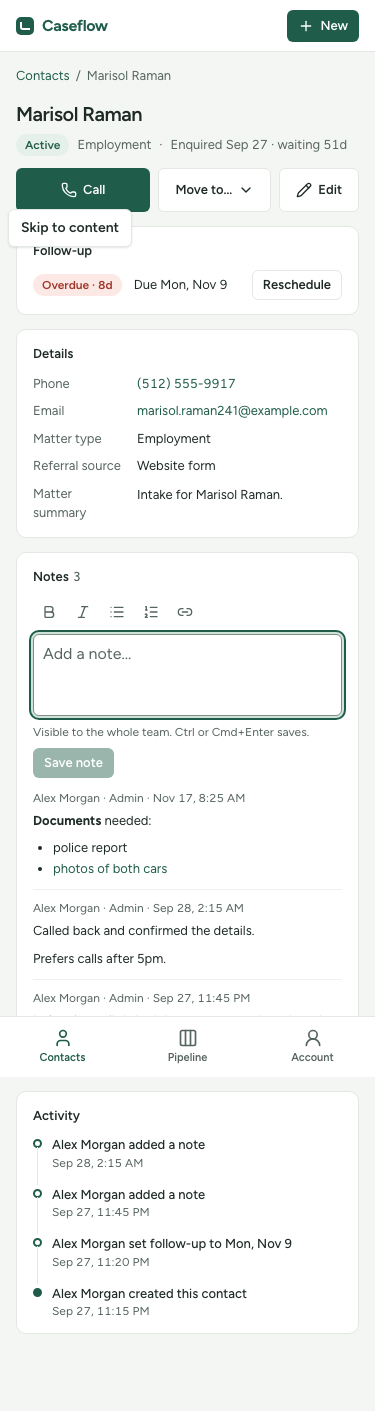 Caseflow
New
Contacts / Marisol Raman
Marisol Raman
Active Employment · Enquired Sep 27 · waiting 51d
Call Move to... Edit
Skip to content
Follow-up
Overdue · 8d Due Mon, Nov 9 Reschedule
Details
Phone (512) 555-9917
Email marisol.raman241@example.com
Matter type Employment
Referral source Website form
Matter summary Intake for Marisol Raman.
Notes 3
Add a note...
Visible to the whole team. Ctrl or Cmd+Enter saves.
Save note
Alex Morgan · Admin · Nov 17, 8:25 AM
Documents needed:
• police report
• photos of both cars
Alex Morgan · Admin · Sep 28, 2:15 AM
Called back and confirmed the details.
Prefers calls after 5pm.
Alex Morgan · Admin · Sep 27, 11:45 PM
Contacts Pipeline Account
Activity
Alex Morgan added a note
Sep 28, 2:15 AM
Alex Morgan added a note
Sep 27, 11:45 PM
Alex Morgan set follow-up to Mon, Nov 9
Sep 27, 11:20 PM
Alex Morgan created this contact
Sep 27, 11:15 PM